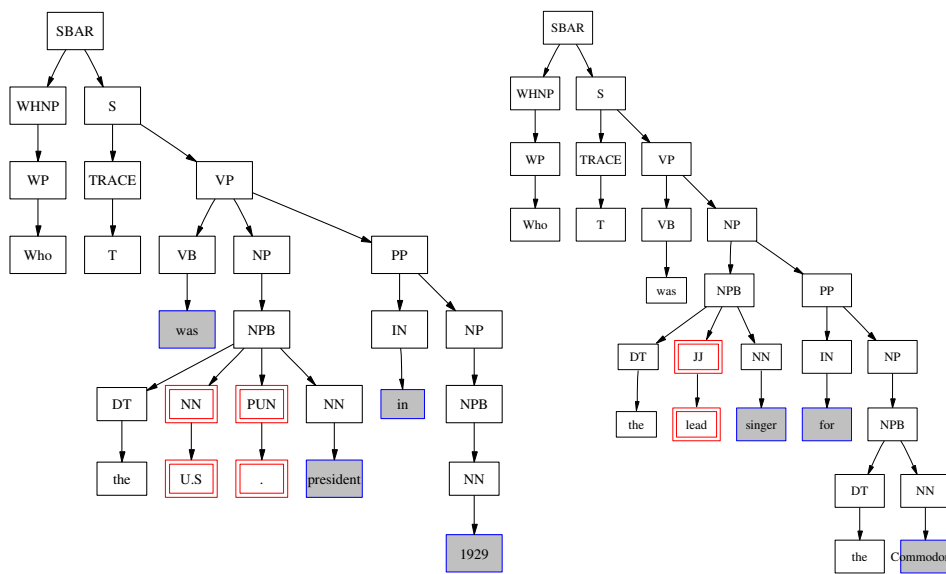 SBAR
WHNP S
WP TRACE VP
Who T VB NP PP
was NPB IN NP
DT NN PUN NN in NPB
the U.S . president NN
1929
SBAR
WHNP S
WP TRACE VP
Who T VB NP
was NPB PP
DT JJ NN IN NP
the lead singer for NPB
DT NN
the Commodor